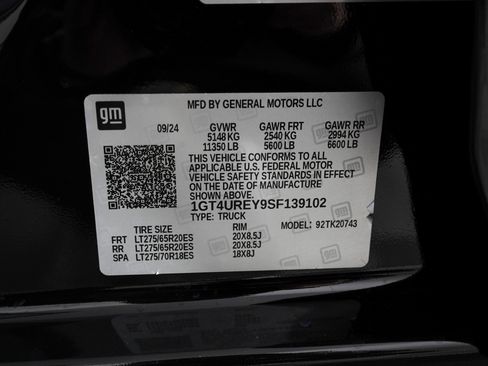 gm
MFD BY GENERAL MOTORS LLC
09/24 GVWR GAWR FRT GAWR RR
5148 KG 2540 KG 2994 KG
11350 LB 5600 LB 6600 LB
THIS VEHICLE CONFORMS TO ALL
APPLICABLE U.S. FEDERAL MOTOR
VEHICLE SAFETY STANDARDS IN EFFECT
ON THE DATE OF MANUFACTURE
SHOWN ABOVE.
1GT4UREY9SF139102
TYPE: TRUCK
TIRE SIZE RIM MODEL: 92TK20743
FRT LT275/65R20ES 20X8.5J
RR LT275/65R20ES 20X8.5J
SPA LT275/70R18ES 18X8J